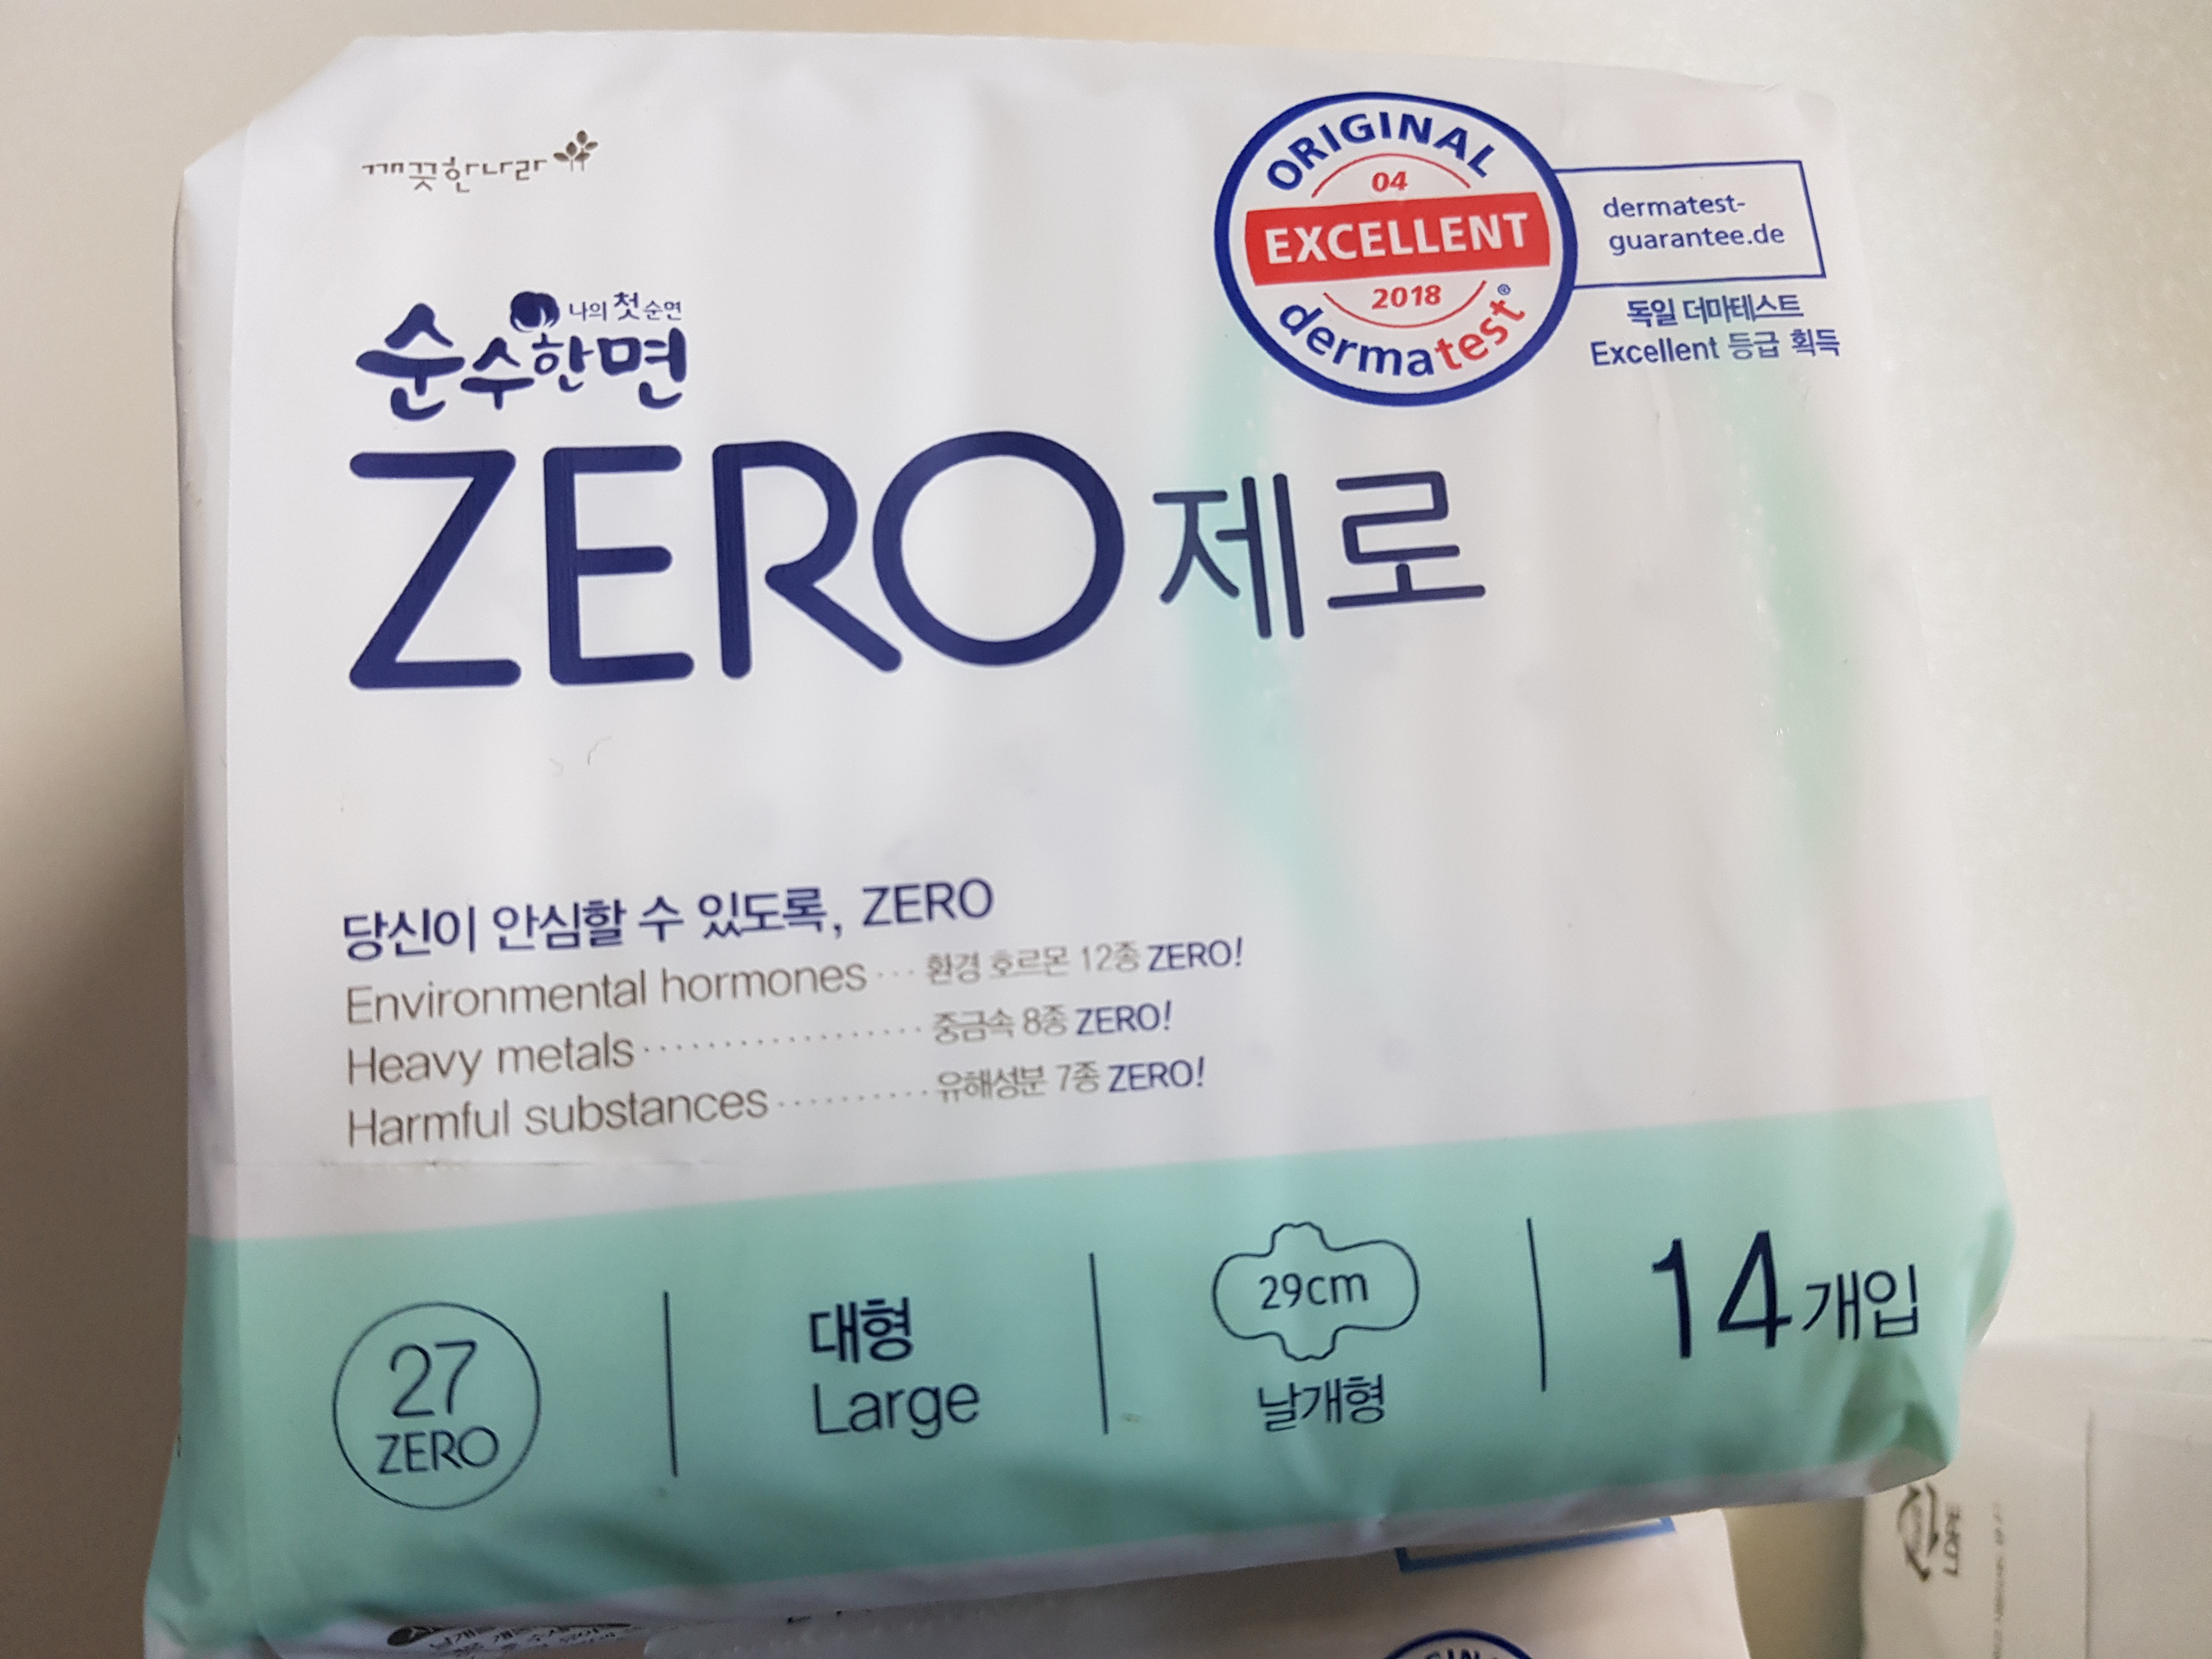 깨끗한나라
ORIGINAL
04
EXCELLENT
2018
dermatest®
dermatest-
guarantee.de
독일 더마테스트
Excellent 등급 획득
나의 첫 순면
순수한면
ZERO 제로
당신이 안심할 수 있도록, ZERO
Environmental hormones ··· 환경 호르몬 12종 ZERO!
Heavy metals ·················· 중금속 8종 ZERO!
Harmful substances ·········· 유해성분 7종 ZERO!
27
ZERO
대형
Large
29cm
날개형
14개입